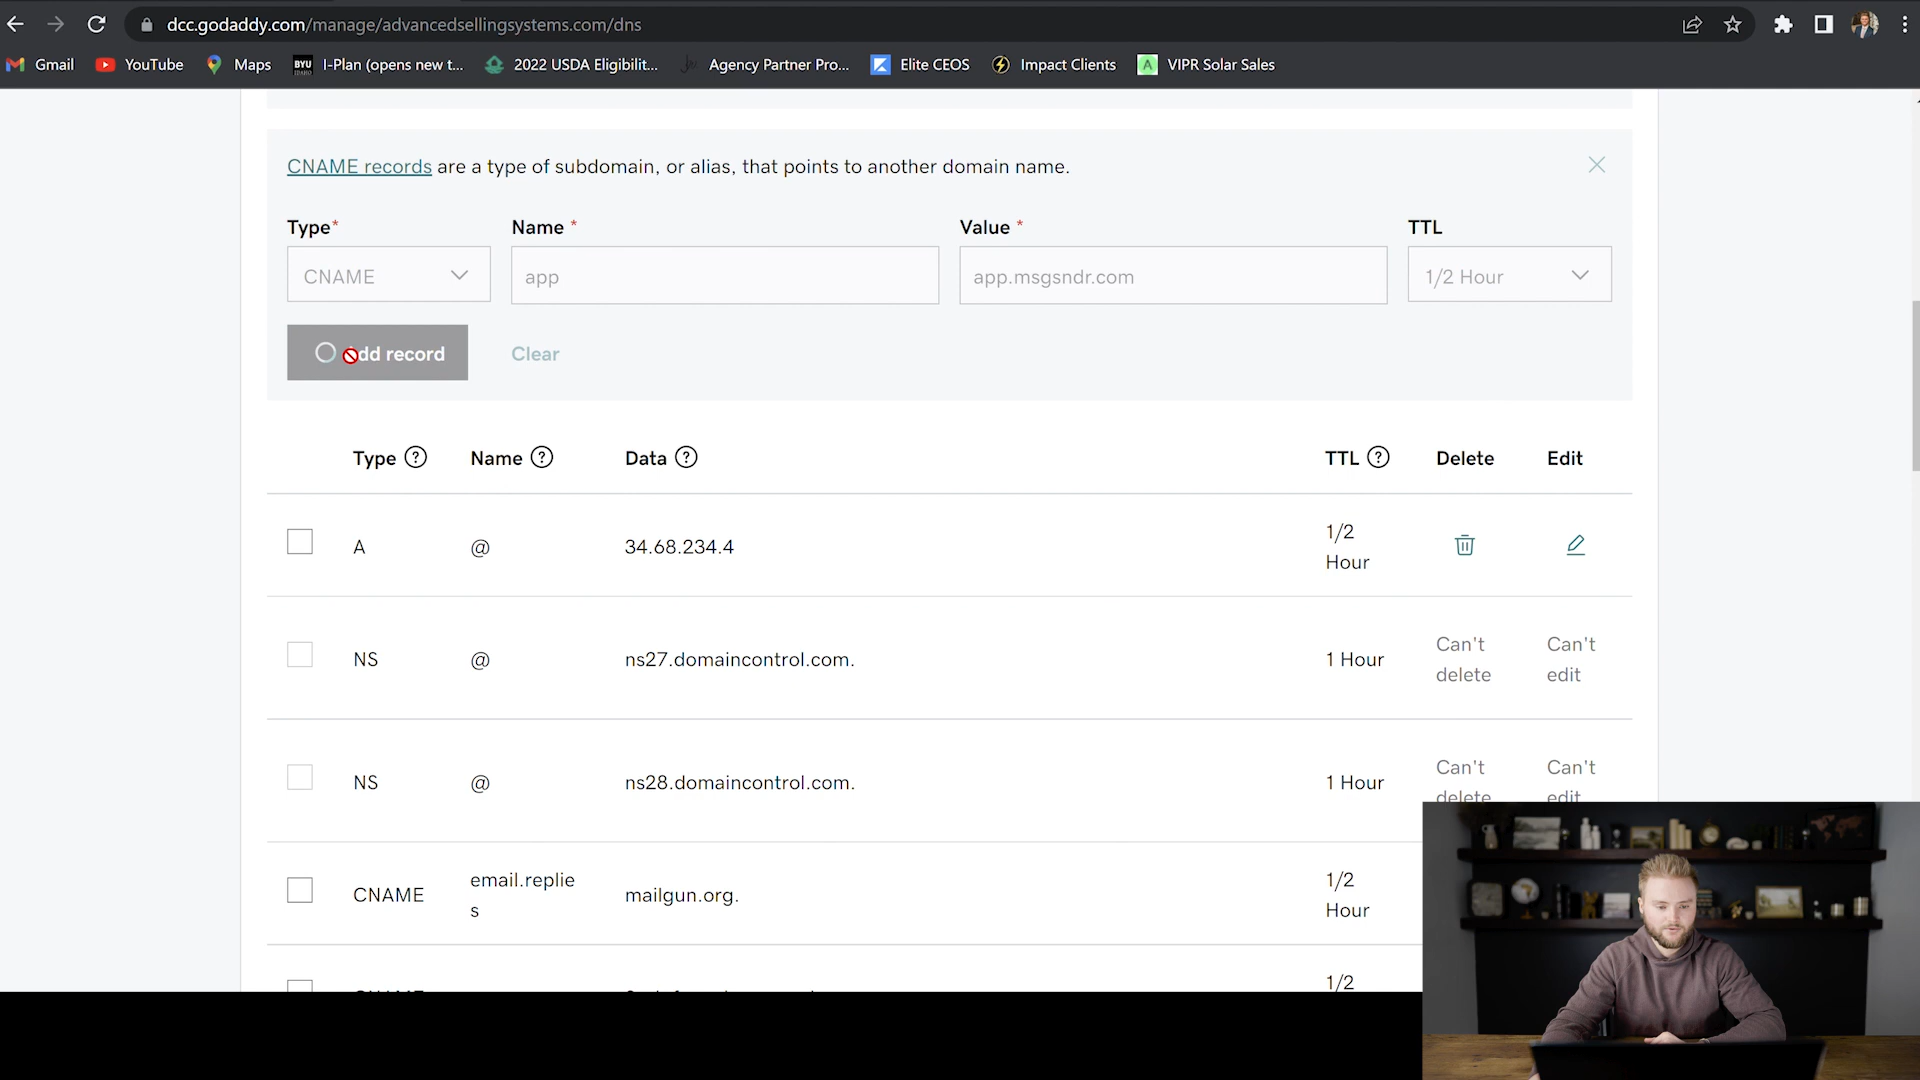 dcc.godaddy.com/manage/advancedsellingsystems.com/dns
Gmail YouTube Maps BYU IDAHO I-Plan (opens new t... 2022 USDA Eligibilit... Agency Partner Pro... Elite CEOS Impact Clients A VIPR Solar Sales
CNAME records are a type of subdomain, or alias, that points to another domain name.
Type* Name * Value * TTL
CNAME app app.msgsndr.com 1/2 Hour
dd record Clear
Type ? Name ? Data ? TTL ? Delete Edit
A @ 34.68.234.4 1/2
Hour
NS @ ns27.domaincontrol.com. 1 Hour Can't
delete Can't
edit
NS @ ns28.domaincontrol.com. 1 Hour Can't
delete Can't
edit
CNAME email.replie
s mailgun.org. 1/2
Hour
1/2